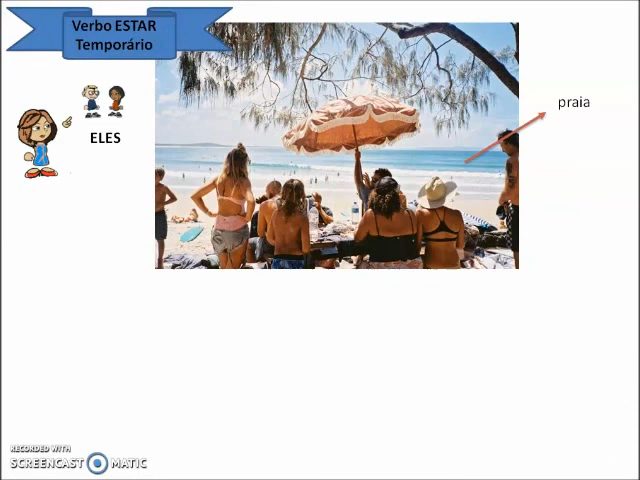 Verbo ESTAR
Temporário
ELES
praia
RECORDED WITH
SCREENCAST MATIC